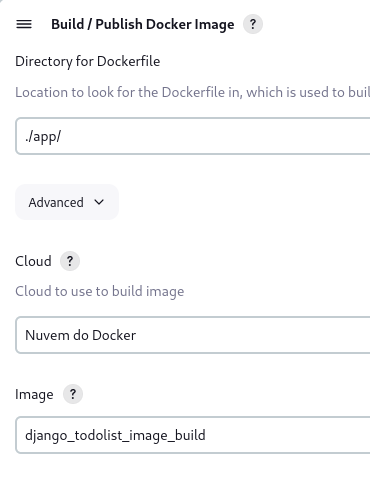 Build / Publish Docker Image ?
Directory for Dockerfile
Location to look for the Dockerfile in, which is used to
./app/
Advanced
Cloud ?
Cloud to use to build image
Nuvem do Docker
Image ?
django_todolist_image_build